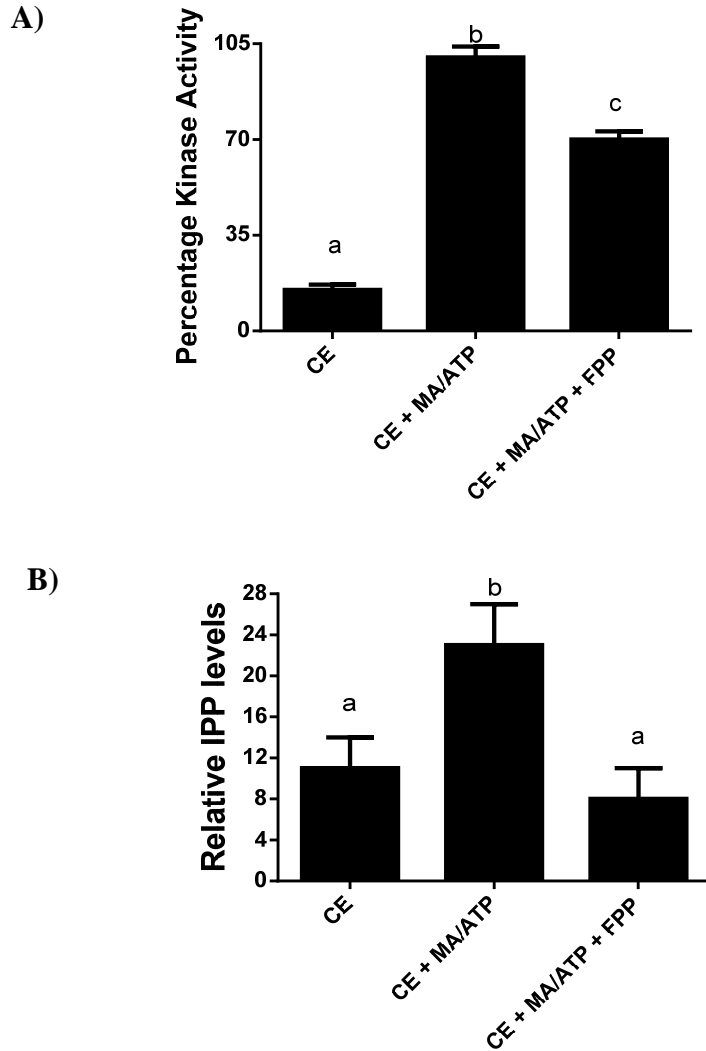 A)
Percentage Kinase Activity
105
70
35
0
a
b
c
CE
CE + MA/ATP
CE + MA/ATP + FPP
B)
Relative IPP levels
28
24
20
16
12
8
4
0
a
b
a
CE
CE + MA/ATP
CE + MA/ATP + FPP